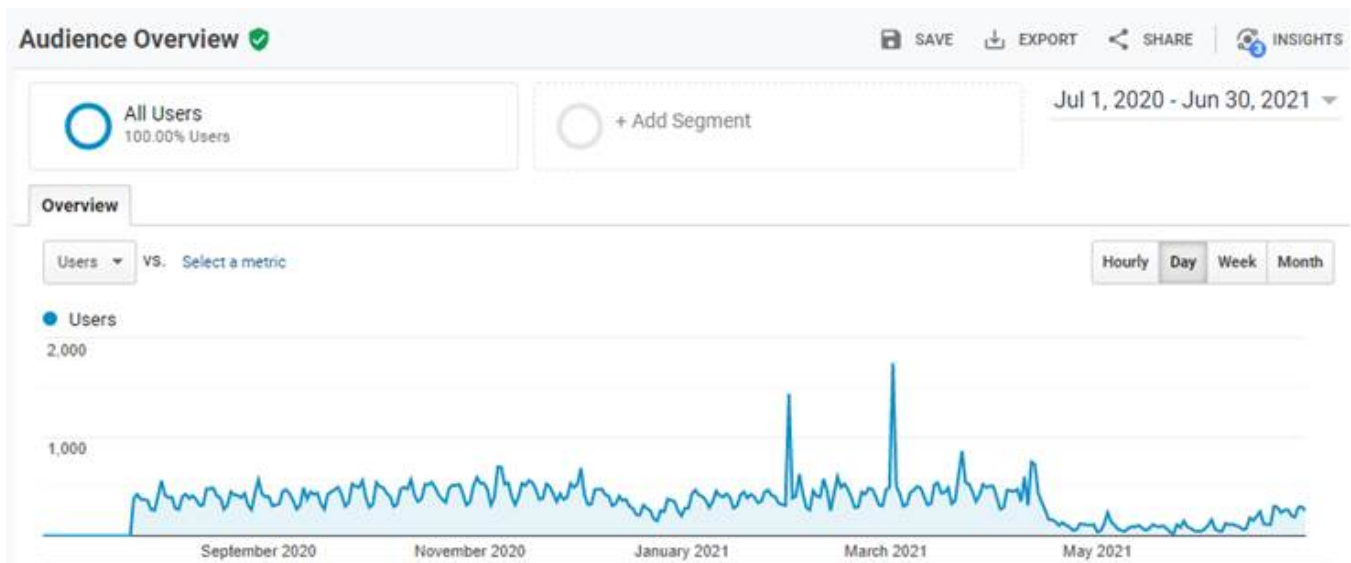 Audience Overview
SAVE
EXPORT
SHARE
3
INSIGHTS
All Users
100.00% Users
+ Add Segment
Jul 1, 2020 - Jun 30, 2021
Overview
Users
VS.
Select a metric
Hourly
Day
Week
Month
Users
2,000
1,000
September 2020
November 2020
January 2021
March 2021
May 2021